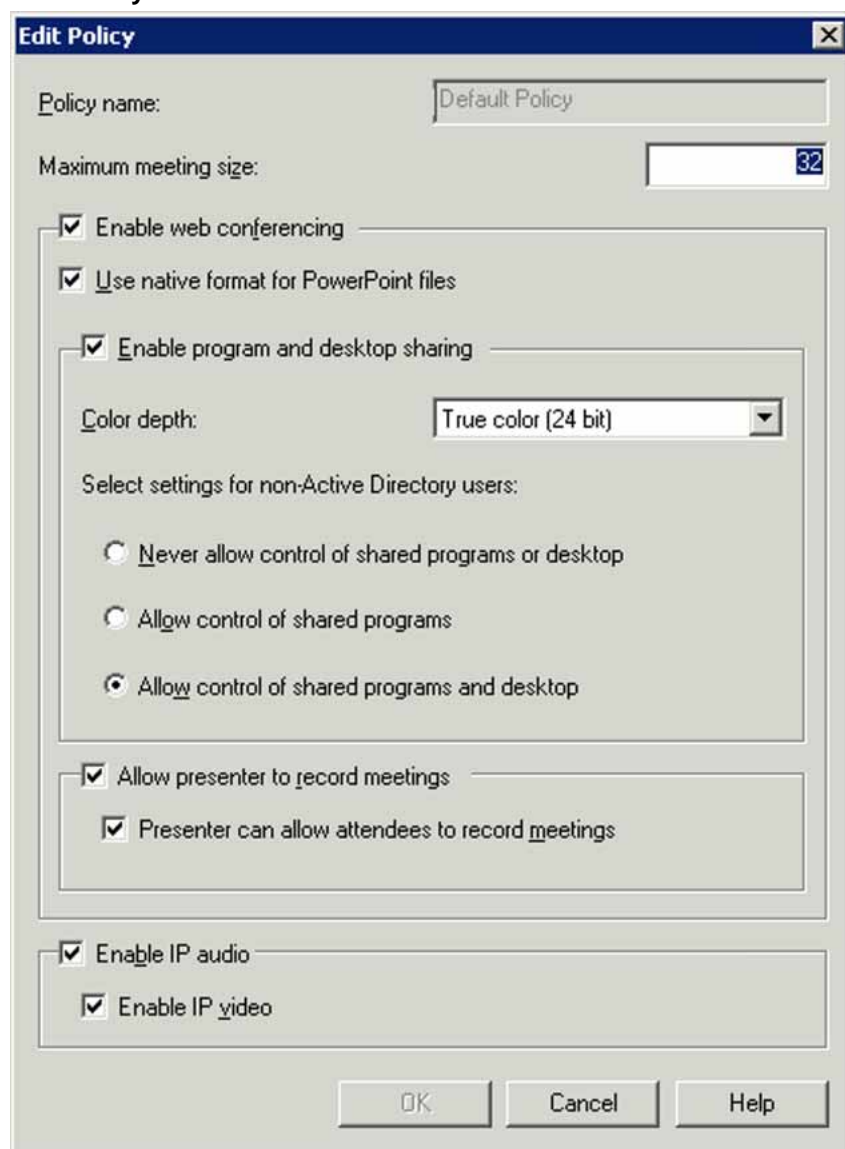 Edit Policy
Policy name: Default Policy
Maximum meeting size: 32
Enable web conferencing
Use native format for PowerPoint files
Enable program and desktop sharing
Color depth: True color (24 bit)
Select settings for non-Active Directory users:
Never allow control of shared programs or desktop
Allow control of shared programs
Allow control of shared programs and desktop
Allow presenter to record meetings
Presenter can allow attendees to record meetings
Enable IP audio
Enable IP video
OK Cancel Help